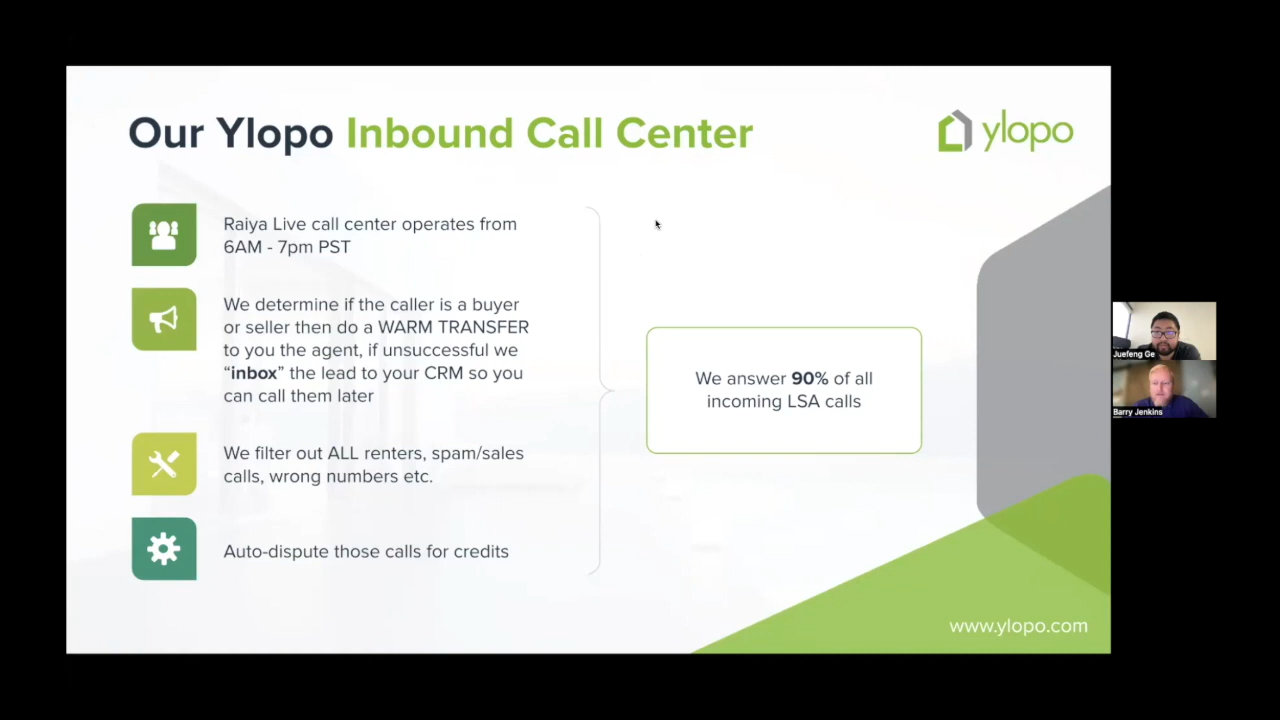 Our Ylopo Inbound Call Center
ylopo
Raiya Live call center operates from
6AM - 7pm PST
We determine if the caller is a buyer
or seller then do a WARM TRANSFER
to you the agent, if unsuccessful we
“inbox” the lead to your CRM so you
can call them later
We filter out ALL renters, spam/sales
calls, wrong numbers etc.
Auto-dispute those calls for credits
We answer 90% of all
incoming LSA calls
www.ylopo.com
Juefeng Ge
Barry Jenkins